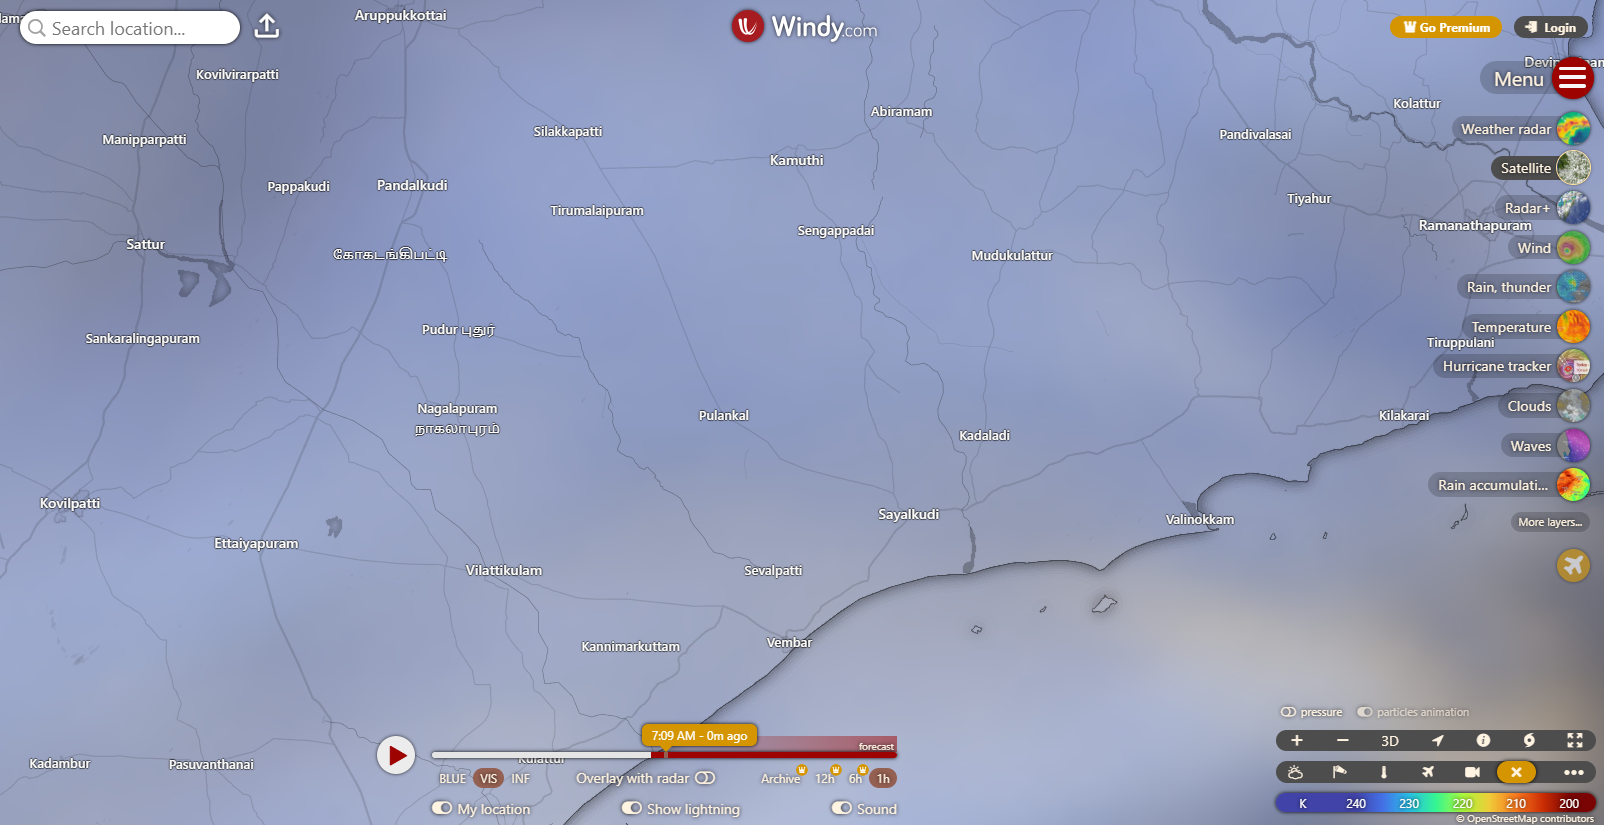 Search location...
Aruppukkottai
Windy.com
Go Premium
Login
Menu
Kovilvirarpatti
Kolattur
Abiramam
Silakkapatti
Pandivalasai
Weather radar
Manipparpatti
Kamuthi
Satellite
Pappakudi
Pandalkudi
Tiyahur
Radar+
Tirumalaipuram
Ramanathapuram
Sengappadai
Sattur
Wind
கோகடங்கிபட்டி
Mudukulattur
Rain, thunder
Pudur புதூர்
Temperature
Sankaralingapuram
Tiruppulani
Hurricane tracker
Nagalapuram
நாகலாபுரம்
Clouds
Pulankal
Kilakarai
Kadaladi
Waves
Rain accumulati...
Kovilpatti
Sayalkudi
Valinokkam
More layers...
Ettaiyapuram
Vilattikulam
Sevalpatti
Kannimarkuttam
Vembar
pressure
particles animation
7:09 AM - 0m ago
forecast
3D
Kadambur
Pasuvanthanai
Kulattur
BLUE VIS INF
Overlay with radar
Archive 12h 6h 1h
My location
Show lightning
Sound
K 240 230 220 210 200
© OpenStreetMap contributors